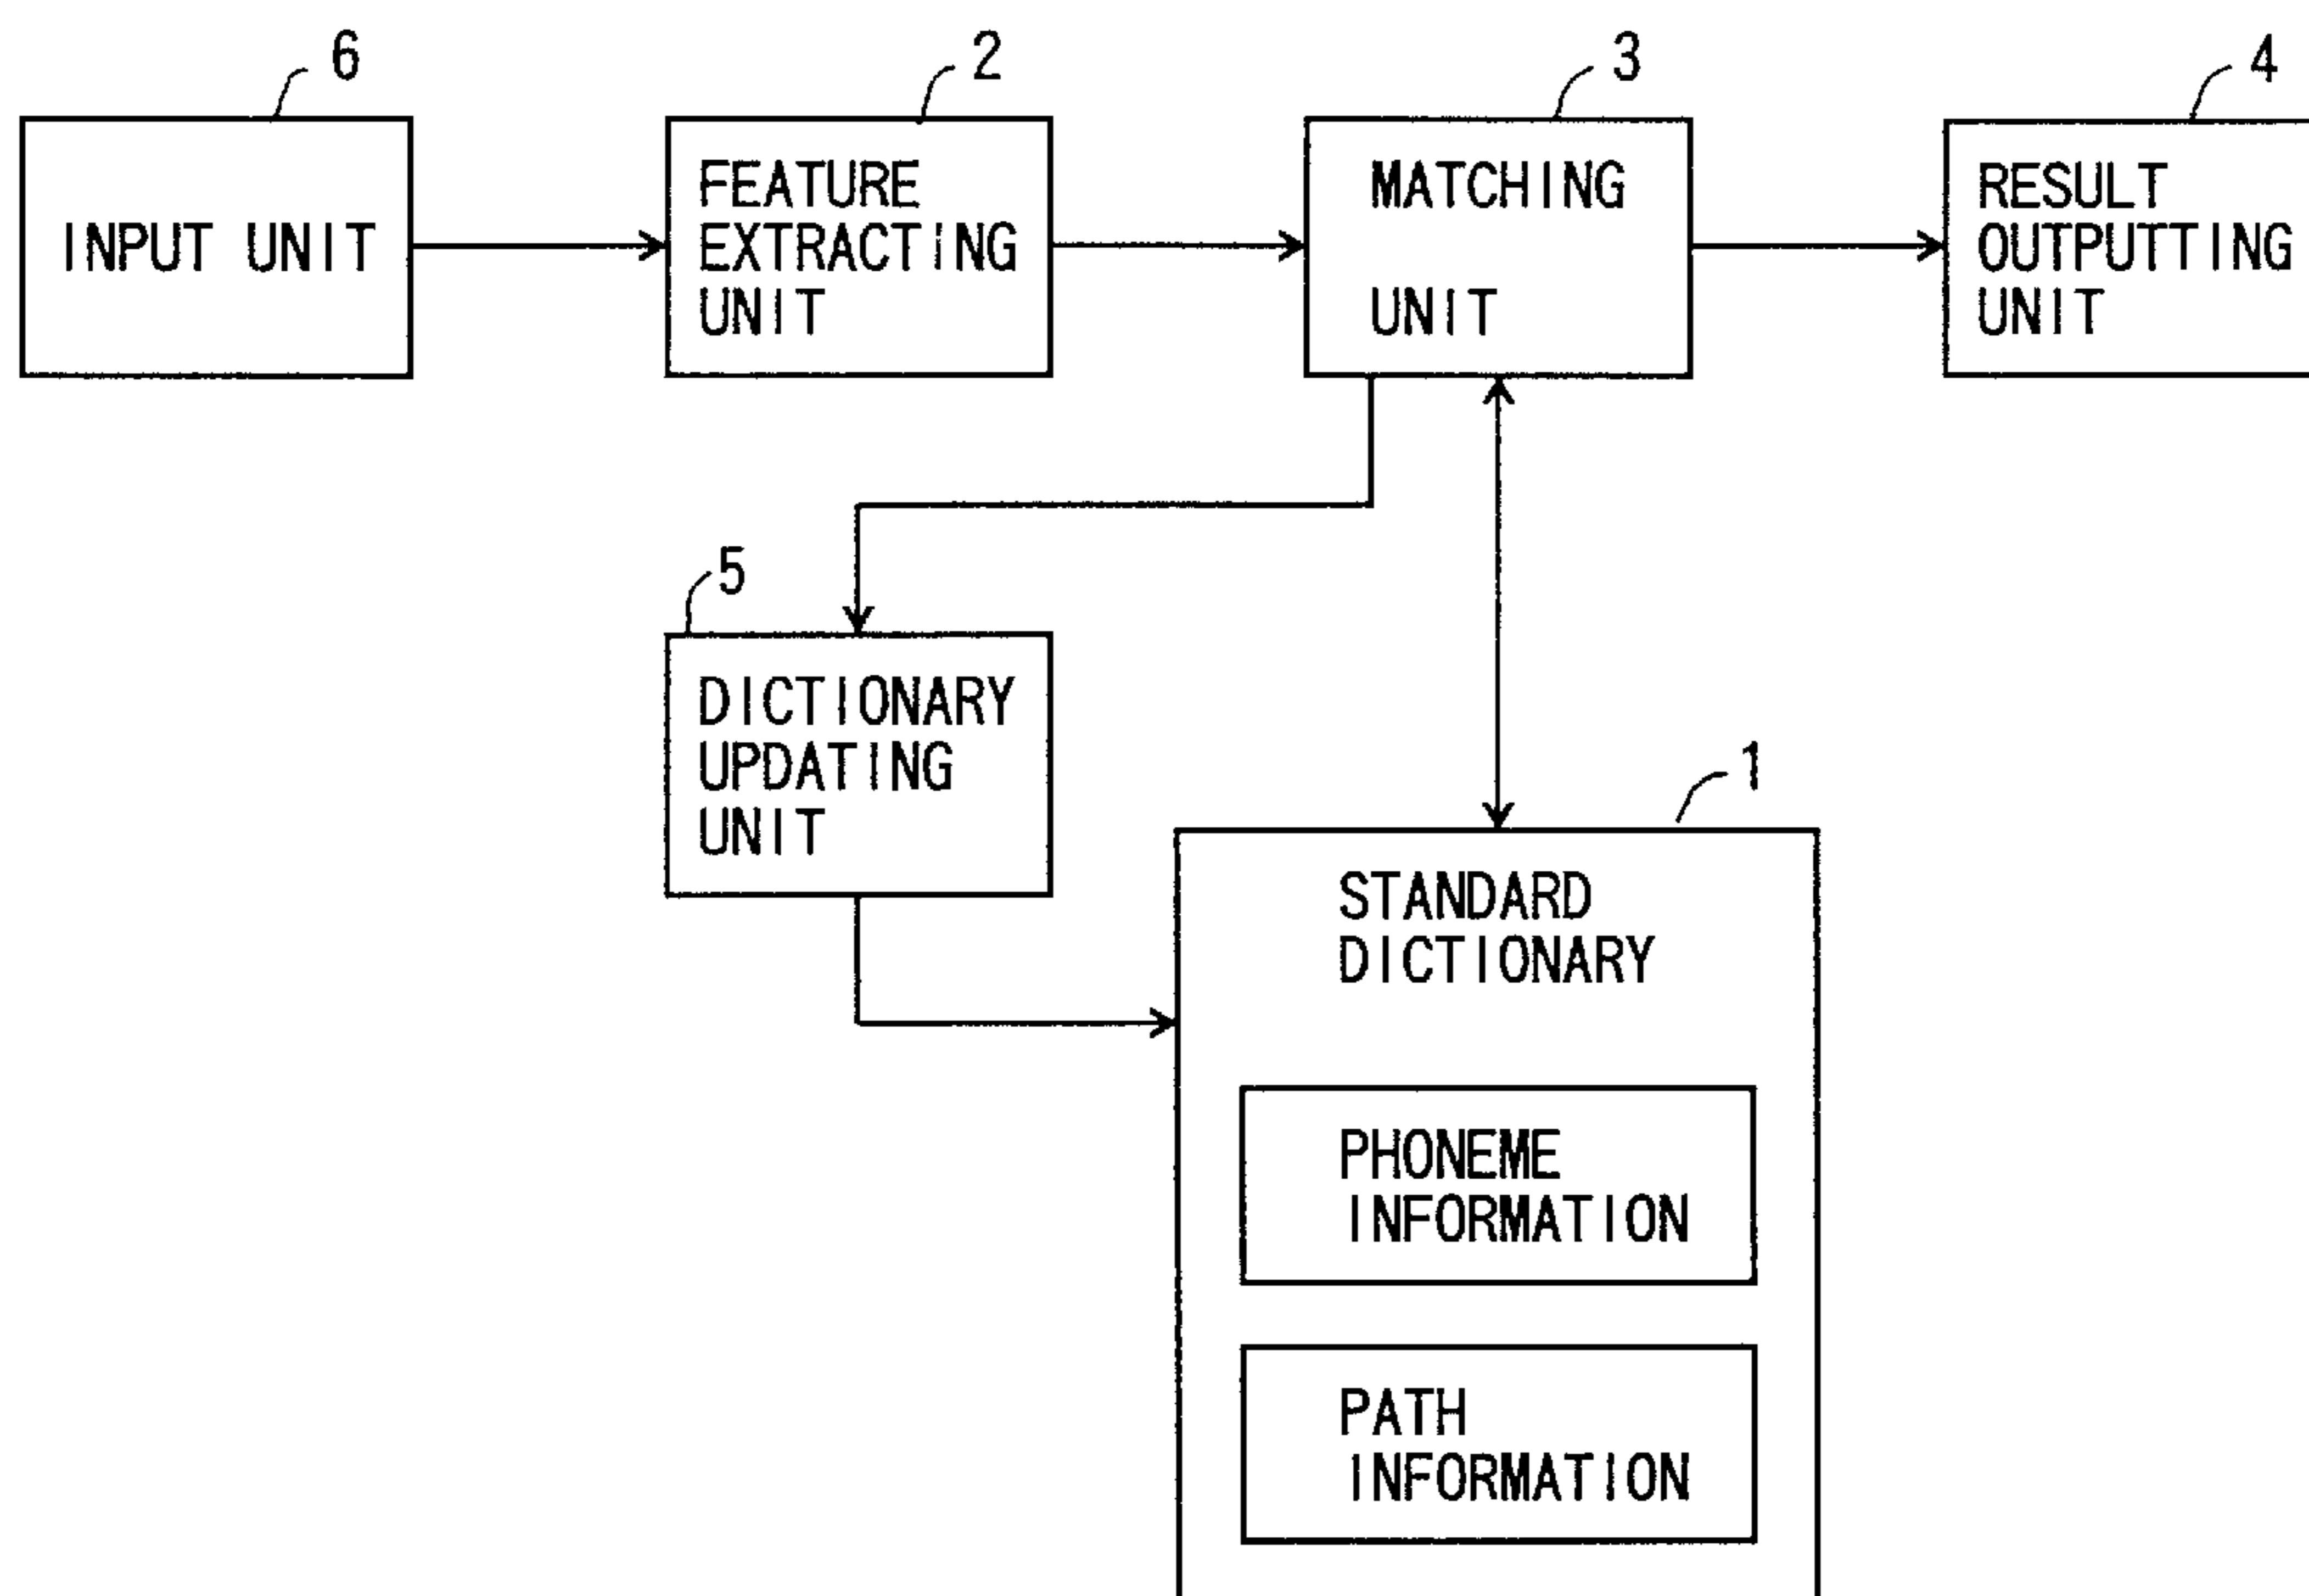 6
2
3
4
INPUT UNIT
FEATURE
EXTRACTING
UNIT
MATCHING
UNIT
RESULT
OUTPUTTING
UNIT
5
DICTIONARY
UPDATING
UNIT
1
STANDARD
DICTIONARY
PHONEME
INFORMATION
PATH
INFORMATION